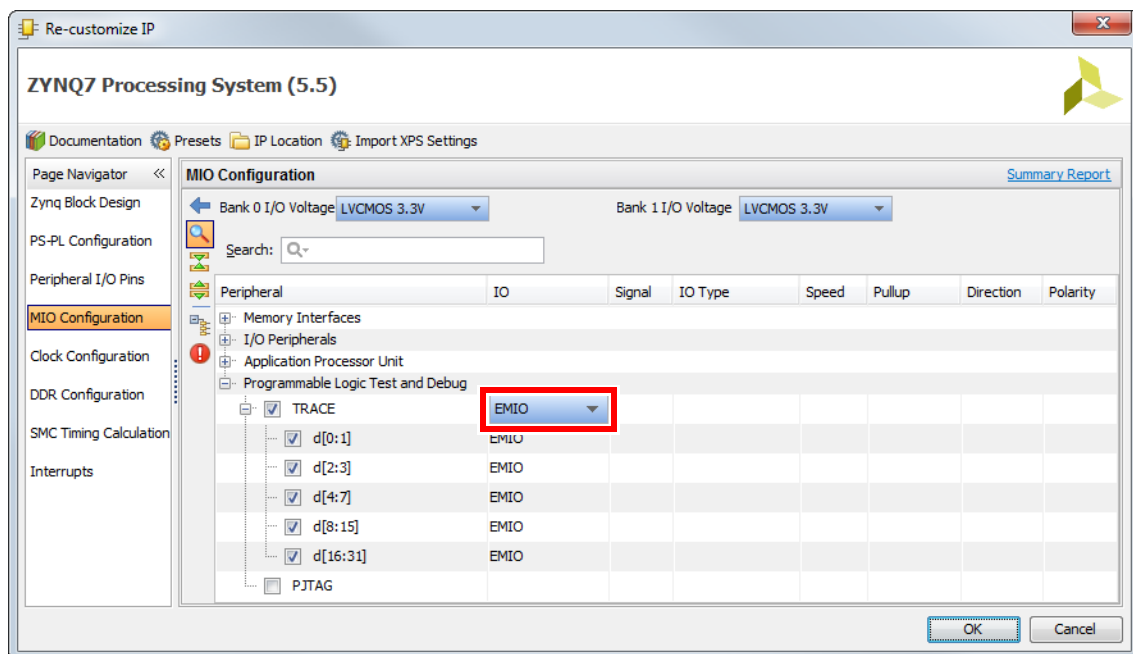 Re-customize IP
ZYNQ7 Processing System (5.5)
Documentation Presets IP Location Import XPS Settings
Page Navigator «
Zynq Block Design
PS-PL Configuration
Peripheral I/O Pins
MIO Configuration
Clock Configuration
DDR Configuration
SMC Timing Calculation
Interrupts
MIO Configuration Summary Report
Bank 0 I/O Voltage LVCMOS 3.3V Bank 1 I/O Voltage LVCMOS 3.3V
Search:
Peripheral IO Signal IO Type Speed Pullup Direction Polarity
Memory Interfaces
I/O Peripherals
Application Processor Unit
Programmable Logic Test and Debug
TRACE EMIO
d[0:1] EMIO
d[2:3] EMIO
d[4:7] EMIO
d[8:15] EMIO
d[16:31] EMIO
PJTAG
OK Cancel